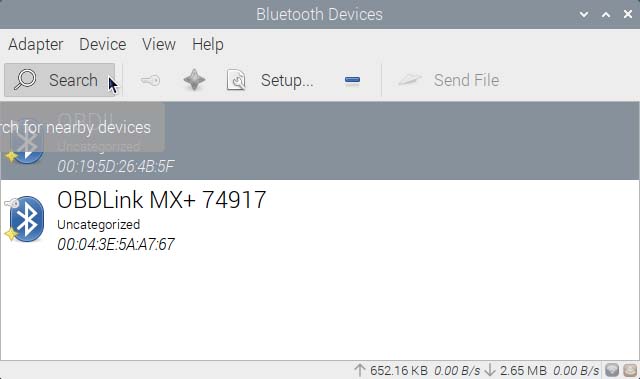 Bluetooth Devices
Adapter Device View Help
Search Setup... Send File
rch for nearby devices
Uncategorized
00:19:5D:26:4B:5F
OBDLink MX+ 74917
Uncategorized
00:04:3E:5A:A7:67
652.16 KB 0.00 B/s 2.65 MB 0.00 B/s